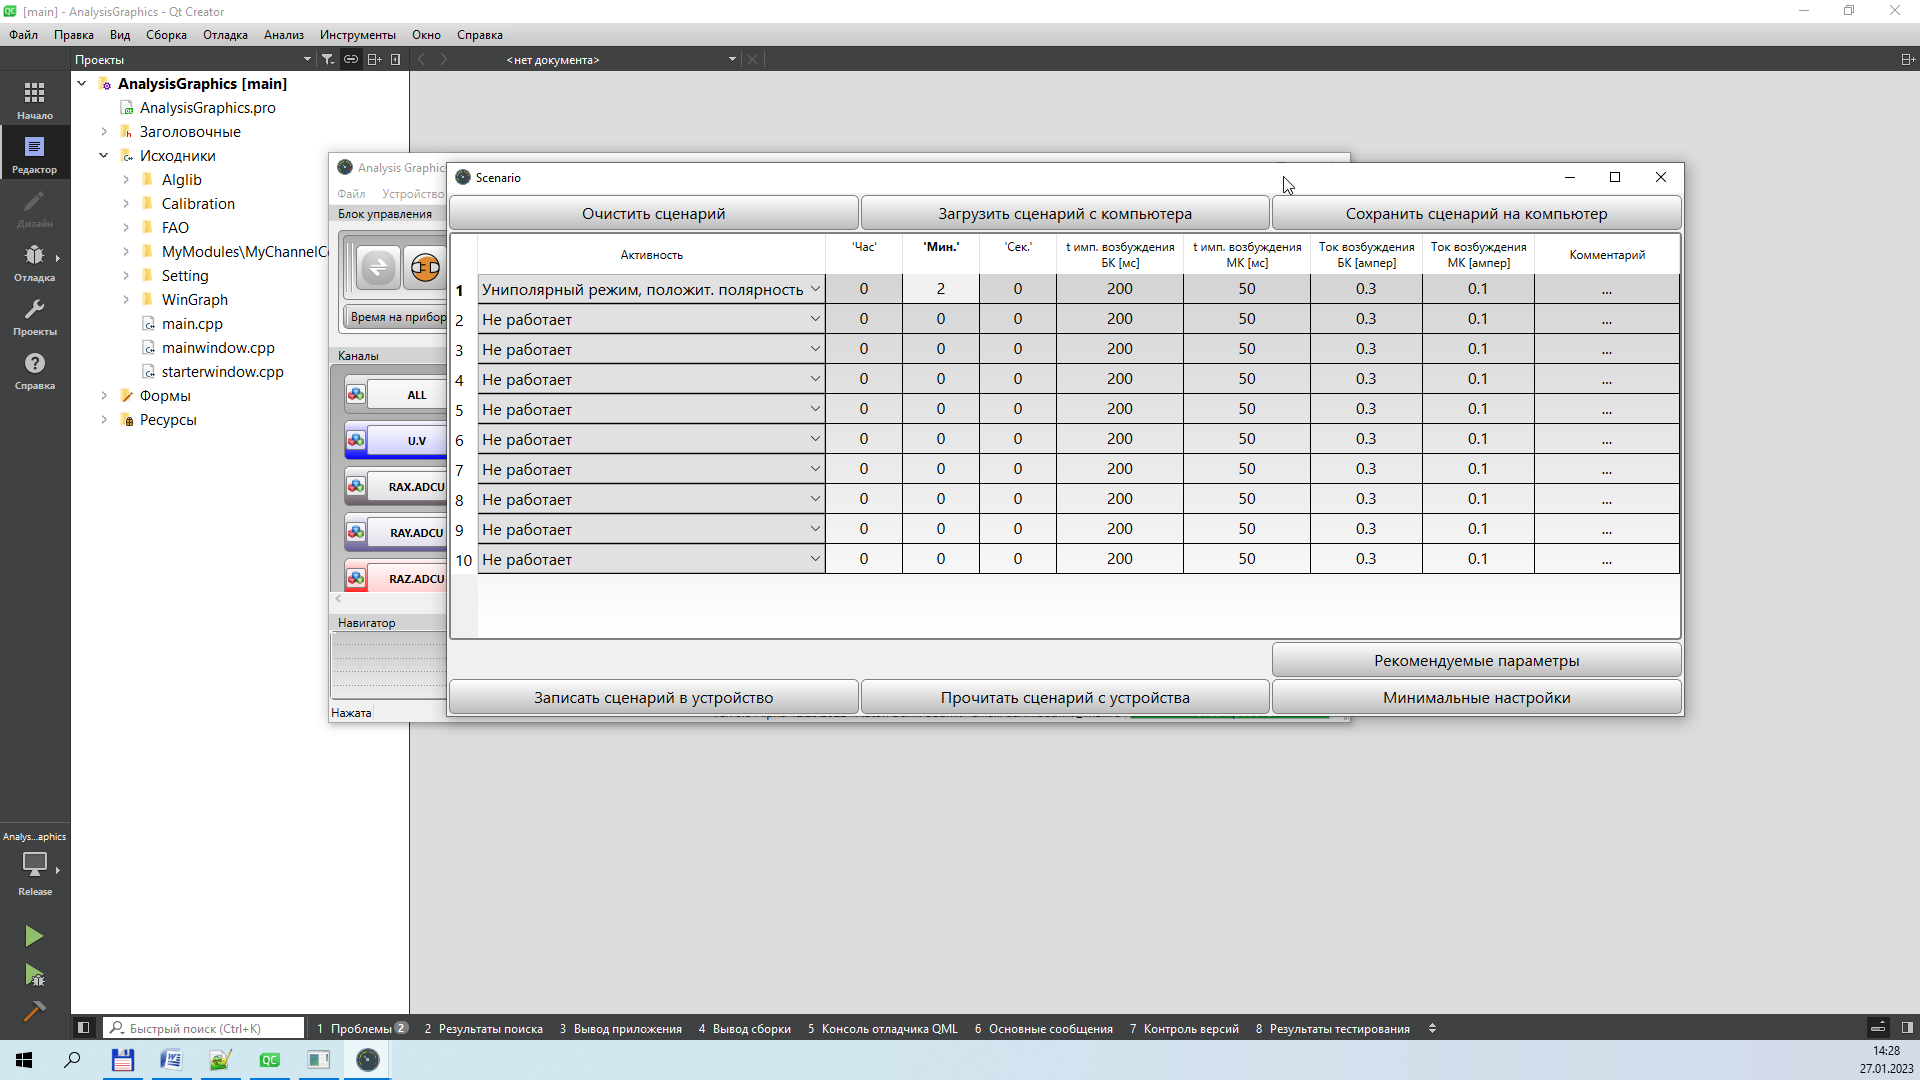 [main] - AnalysisGraphics - Qt Creator
Файл Правка Вид Сборка Отладка Анализ Инструменты Окно Справка
Проекты
<нет документа>
Начало
Редактор
Дизайн
Отладка
Проекты
Справка
AnalysisGraphics [main]
AnalysisGraphics.pro
Заголовочные
Исходники
Alglib
Calibration
FAO
MyModules\MyChannelC
Setting
WinGraph
main.cpp
mainwindow.cpp
starterwindow.cpp
Формы
Ресурсы
Analysis Graphic
Файл Устройство
Блок управления
Время на прибор
Каналы
ALL
U.V
RAX.ADCU
RAY.ADCU
RAZ.ADCU
Навигатор
Нажата
Scenario
Очистить сценарий Загрузить сценарий с компьютера Сохранить сценарий на компьютер
Активность 'Час' 'Мин.' 'Сек.' t имп. возбуждения БК [мс] t имп. возбуждения МК [мс] Ток возбуждения БК [ампер] Ток возбуждения МК [ампер] Комментарий
1 Униполярный режим, положит. полярность 0 2 0 200 50 0.3 0.1 ...
2 Не работает 0 0 0 200 50 0.3 0.1 ...
3 Не работает 0 0 0 200 50 0.3 0.1 ...
4 Не работает 0 0 0 200 50 0.3 0.1 ...
5 Не работает 0 0 0 200 50 0.3 0.1 ...
6 Не работает 0 0 0 200 50 0.3 0.1 ...
7 Не работает 0 0 0 200 50 0.3 0.1 ...
8 Не работает 0 0 0 200 50 0.3 0.1 ...
9 Не работает 0 0 0 200 50 0.3 0.1 ...
10 Не работает 0 0 0 200 50 0.3 0.1 ...
Рекомендуемые параметры
Записать сценарий в устройство Прочитать сценарий с устройства Минимальные настройки
Analys...aphics
Release
Быстрый поиск (Ctrl+K) 1 Проблемы 2 2 Результаты поиска 3 Вывод приложения 4 Вывод сборки 5 Консоль отладчика QML 6 Основные сообщения 7 Контроль версий 8 Результаты тестирования
14:28
27.01.2023